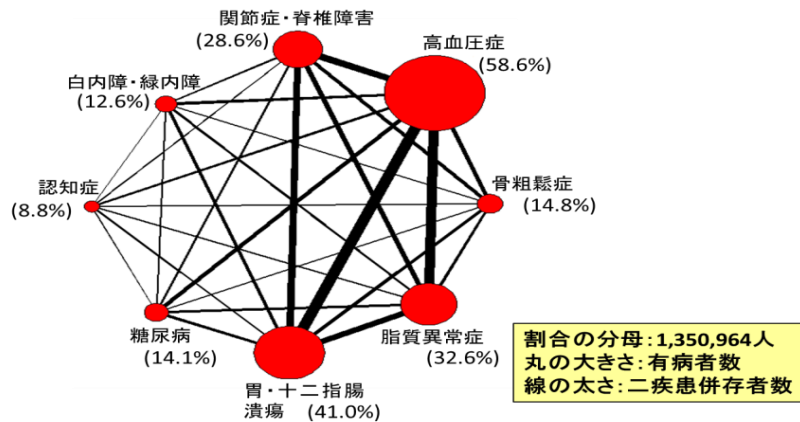 関節症・脊椎障害
(28.6%)
高血圧症
(58.6%)
白内障・緑内障
(12.6%)
認知症
(8.8%)
骨粗鬆症
(14.8%)
糖尿病
(14.1%)
脂質異常症
(32.6%)
胃・十二指腸
潰瘍 (41.0%)
割合の分母：1,350,964人
丸の大きさ：有病者数
線の太さ：二疾患併存者数